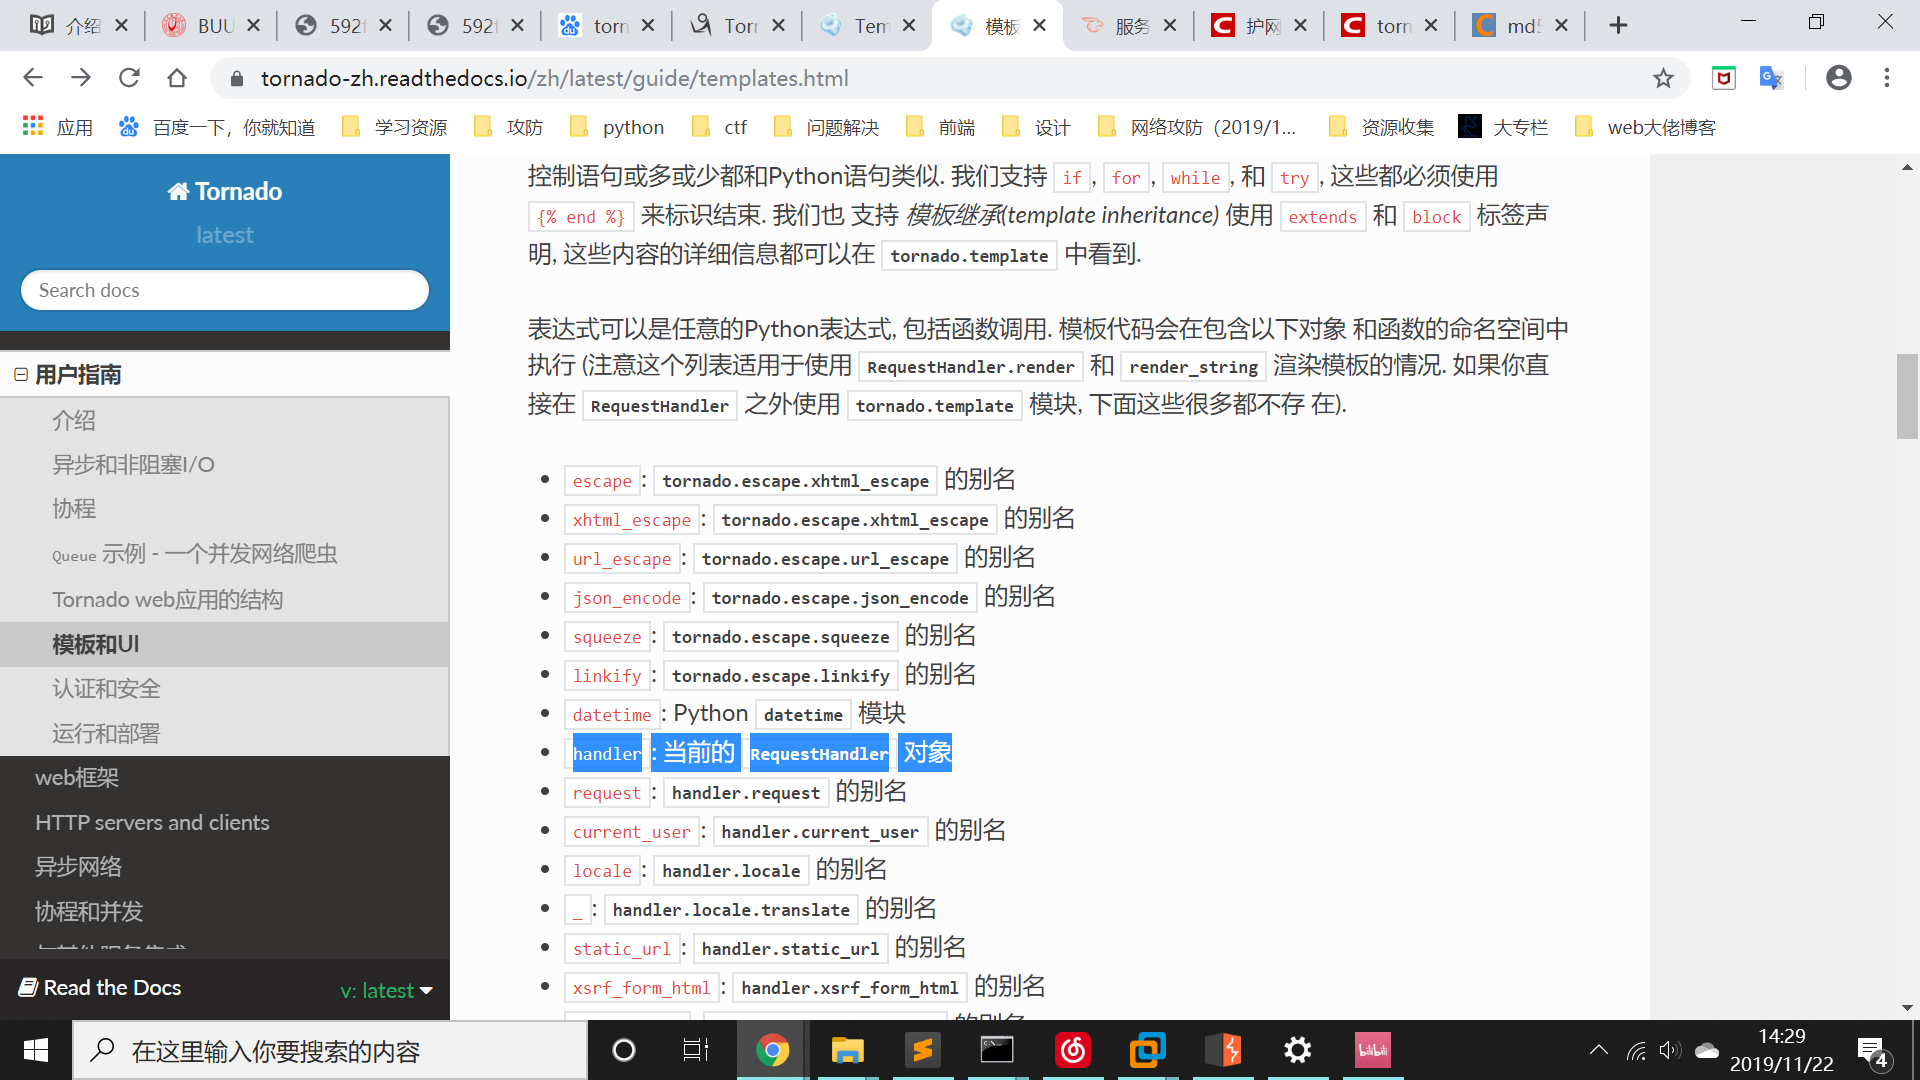 介绍
BUU
592f
592f
torn
Torn
Tem
模板
服务
护网
torn
md5
tornado-zh.readthedocs.io/zh/latest/guide/templates.html
应用
百度一下，你就知道
学习资源
攻防
python
ctf
问题解决
前端
设计
网络攻防（2019/1...
资源收集
大专栏
web大佬博客
Tornado
latest
Search docs
用户指南
介绍
异步和非阻塞I/O
协程
Queue 示例 - 一个并发网络爬虫
Tornado web应用的结构
模板和UI
认证和安全
运行和部署
web框架
HTTP servers and clients
异步网络
协程和并发
Read the Docs
v: latest
控制语句或多或少都和Python语句类似. 我们支持 if, for, while, 和 try, 这些都必须使用
{% end %} 来标识结束. 我们也 支持 模板继承(template inheritance) 使用 extends 和 block 标签声
明, 这些内容的详细信息都可以在 tornado.template 中看到.
表达式可以是任意的Python表达式, 包括函数调用. 模板代码会在包含以下对象 和函数的命名空间中
执行 (注意这个列表适用于使用 RequestHandler.render 和 render_string 渲染模板的情况. 如果你直
接在 RequestHandler 之外使用 tornado.template 模块, 下面这些很多都不存 在).
• escape: tornado.escape.xhtml_escape 的别名
• xhtml_escape: tornado.escape.xhtml_escape 的别名
• url_escape: tornado.escape.url_escape 的别名
• json_encode: tornado.escape.json_encode 的别名
• squeeze: tornado.escape.squeeze 的别名
• linkify: tornado.escape.linkify 的别名
• datetime: Python datetime 模块
• handler: 当前的 RequestHandler 对象
• request: handler.request 的别名
• current_user: handler.current_user 的别名
• locale: handler.locale 的别名
• _: handler.locale.translate 的别名
• static_url: handler.static_url 的别名
• xsrf_form_html: handler.xsrf_form_html 的别名
在这里输入你要搜索的内容
bilibili
14:29
2019/11/22
4